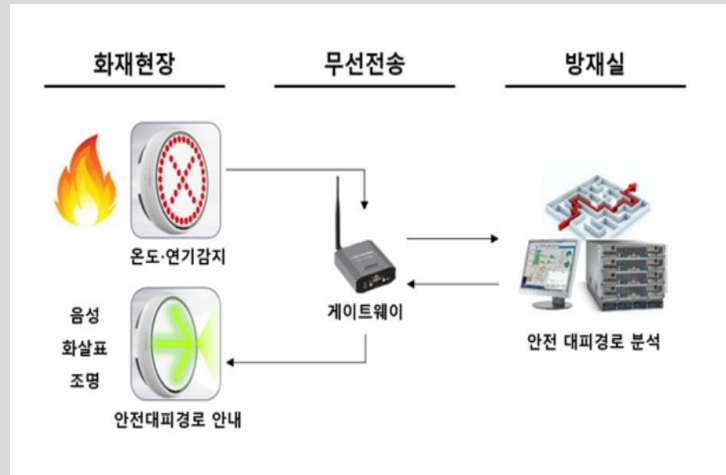 화재현장
무선전송
방재실
온도·연기감지
게이트웨이
음성
화살표
조명
안전 대피경로 분석
안전대피경로 안내